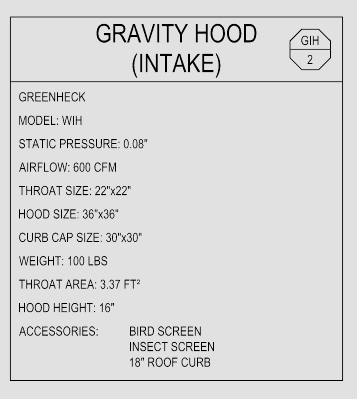 GRAVITY HOOD
(INTAKE)
GIH
2
GREENHECK
MODEL: WIH
STATIC PRESSURE: 0.08"
AIRFLOW: 600 CFM
THROAT SIZE: 22"x22"
HOOD SIZE: 36"x36"
CURB CAP SIZE: 30"x30"
WEIGHT: 100 LBS
THROAT AREA: 3.37 FT²
HOOD HEIGHT: 16"
ACCESSORIES: BIRD SCREEN
INSECT SCREEN
18" ROOF CURB